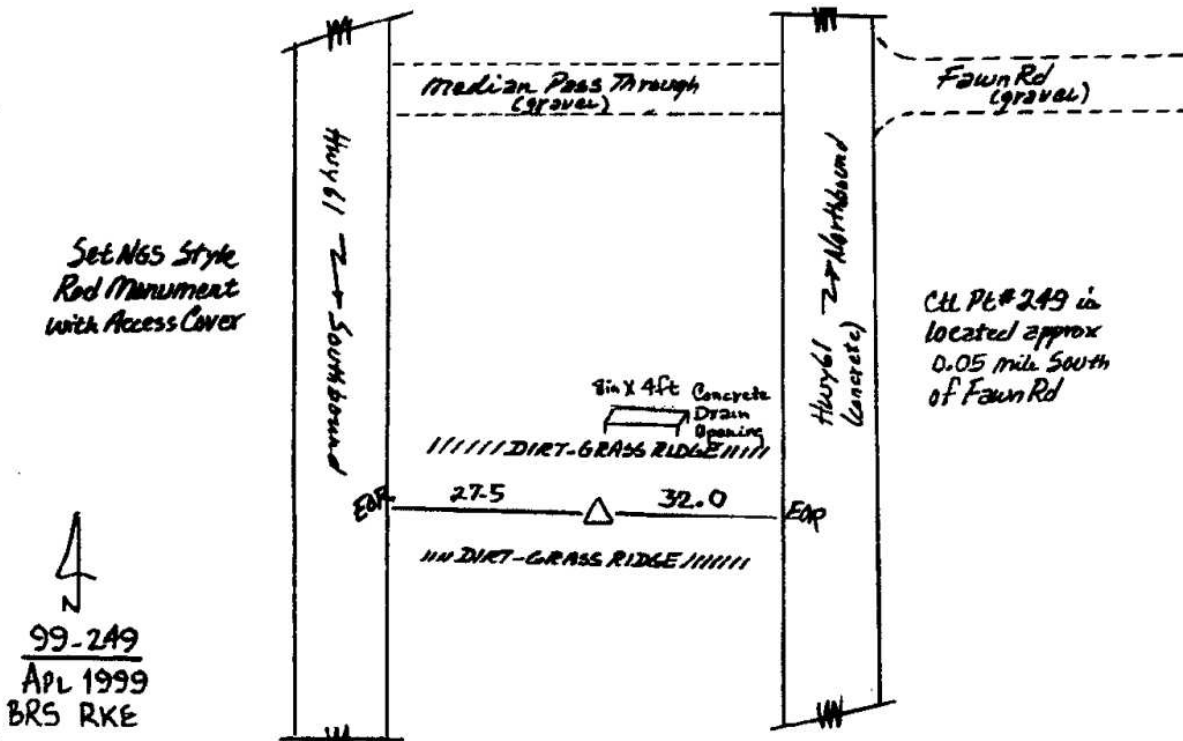 Median Pass Through
(gravel)
Fawn Rd
(gravel)
Hwy 61 → Southbound
Hwy 61 → Northbound
(concrete)
Set NGS Style
Rod Monument
with Access Cover
Ctl Pt # 249 is
located approx
0.05 mile South
of Fawn Rd
8in X 4ft Concrete
Drain
Opening
////// DIRT-GRASS RIDGE /////
EOR 27.5 32.0 EOR
//// DIRT-GRASS RIDGE ///////
N
99-249
APL 1999
BRS RKE